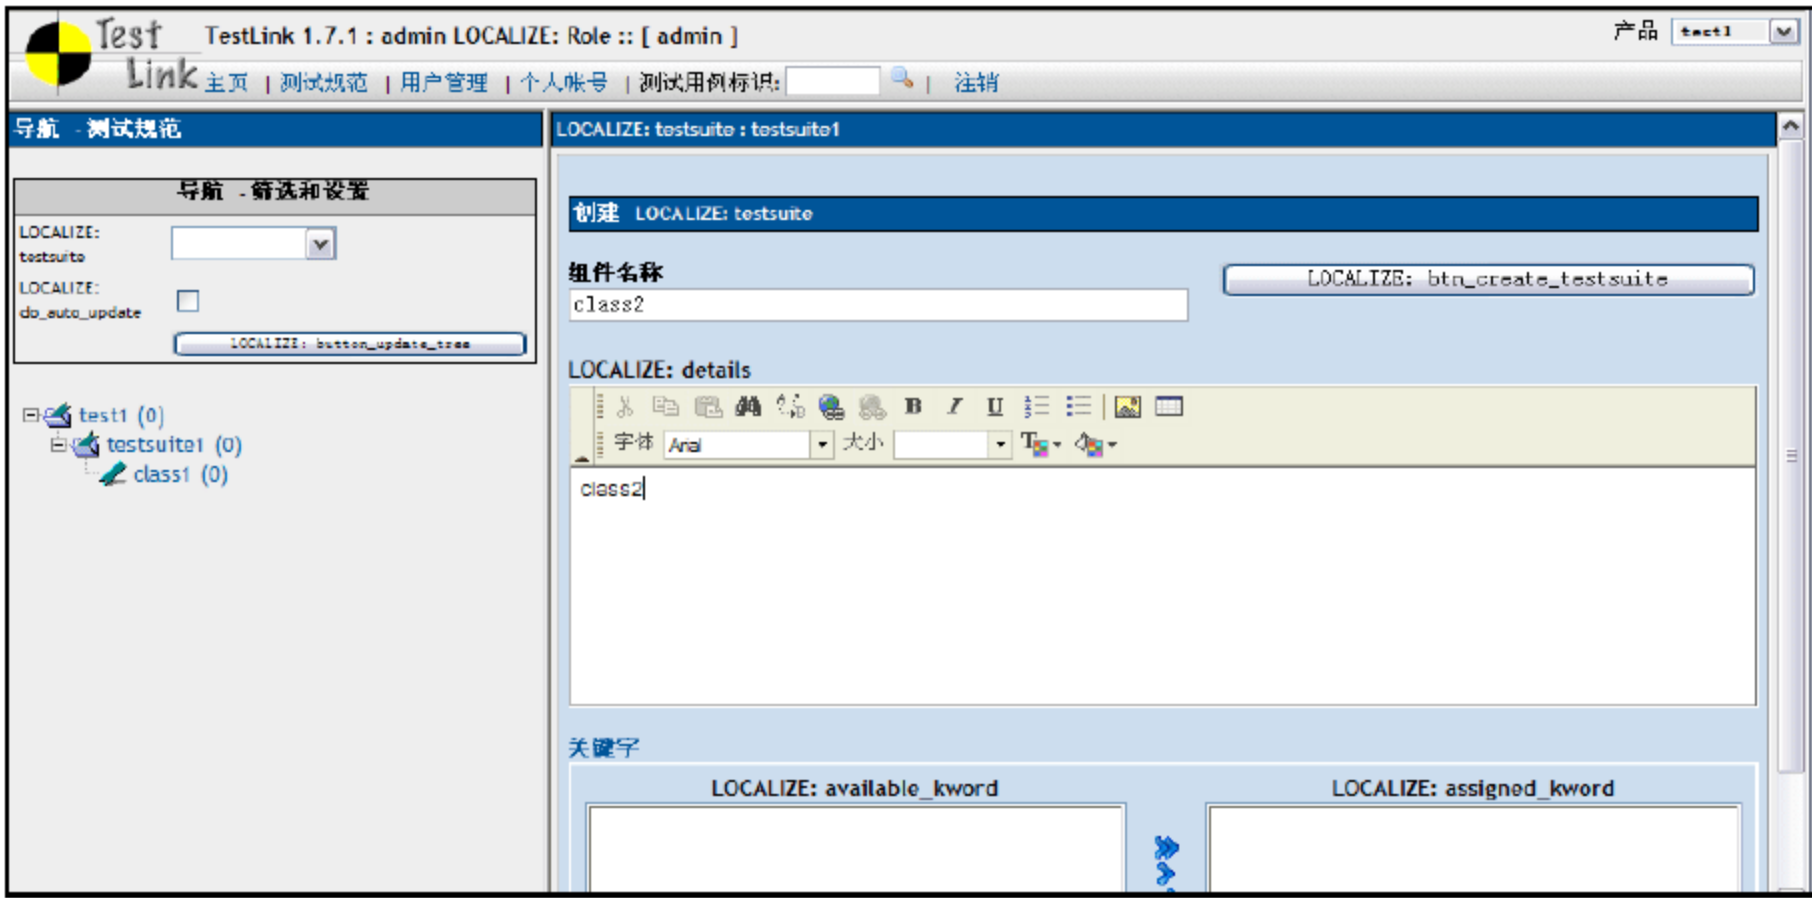 Test Link
TestLink 1.7.1 : admin LOCALIZE: Role :: [ admin ]
产品 test1
主页 | 测试规范 | 用户管理 | 个人帐号 | 测试用例标识: | 注销
导航 - 测试规范
导航 - 筛选和设置
LOCALIZE:
testsuite
LOCALIZE:
do_auto_update
LOCALIZE: button_update_tree
test1 (0)
testsuite1 (0)
class1 (0)
LOCALIZE: testsuite : testsuite1
创建 LOCALIZE: testsuite
组件名称
LOCALIZE: btn_create_testsuite
class2
LOCALIZE: details
B I U
字体 Arial 大小
class2
关键字
LOCALIZE: available_kword
LOCALIZE: assigned_kword